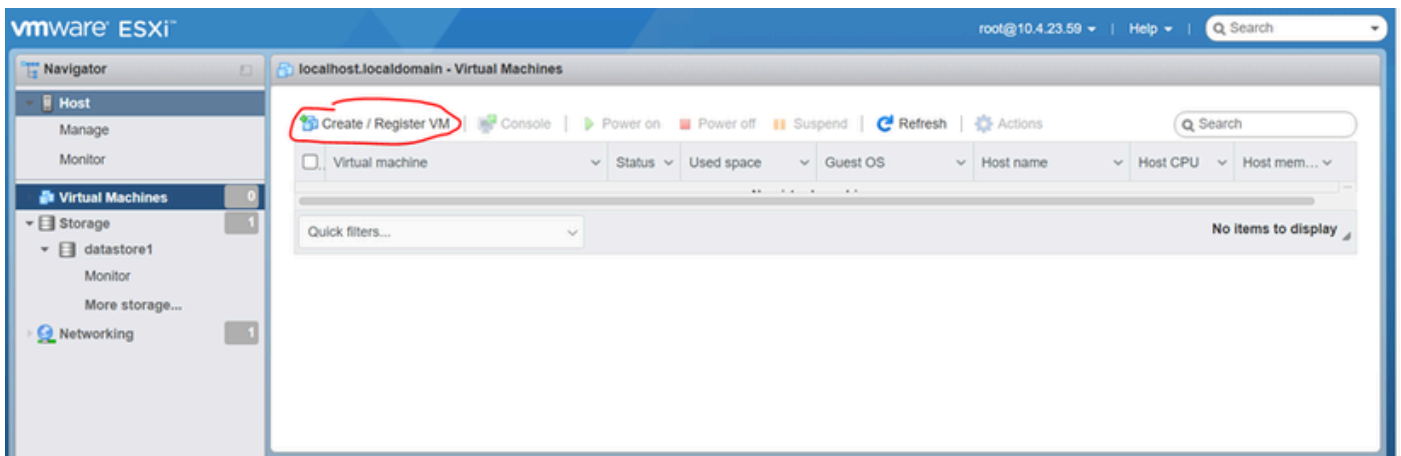 vmware ESXi™
root@10.4.23.59 | Help | Search
Navigator
Host
Manage
Monitor
Virtual Machines 0
Storage 1
datastore1
Monitor
More storage...
Networking 1
localhost.localdomain - Virtual Machines
Create / Register VM | Console | Power on Power off Suspend | Refresh | Actions Search
Virtual machine Status Used space Guest OS Host name Host CPU Host mem...
Quick filters... No items to display